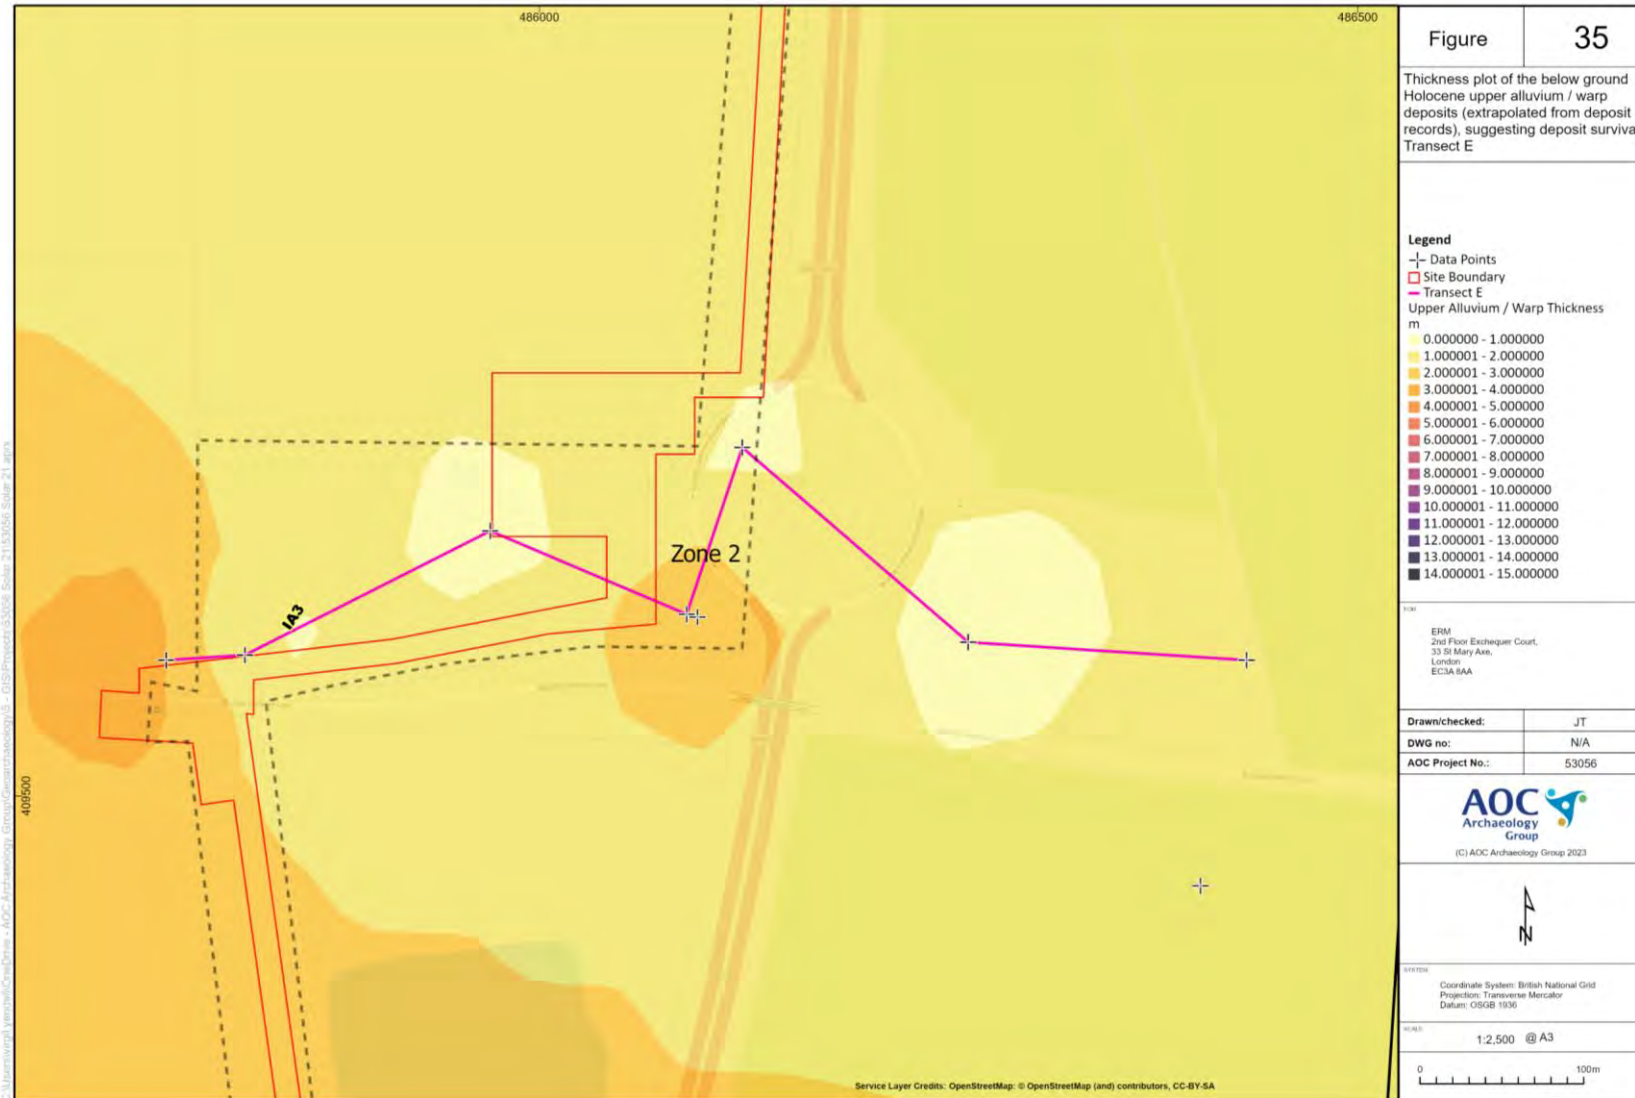 486000
486500
Zone 2
IA3
409500
Service Layer Credits: OpenStreetMap: © OpenStreetMap (and) contributors, CC-BY-SA
Figure 35
Thickness plot of the below ground
Holocene upper alluvium / warp
deposits (extrapolated from deposit
records), suggesting deposit surviva
Transect E
Legend
Data Points
Site Boundary
Transect E
Upper Alluvium / Warp Thickness
m
0.000000 - 1.000000
1.000001 - 2.000000
2.000001 - 3.000000
3.000001 - 4.000000
4.000001 - 5.000000
5.000001 - 6.000000
6.000001 - 7.000000
7.000001 - 8.000000
8.000001 - 9.000000
9.000001 - 10.000000
10.000001 - 11.000000
11.000001 - 12.000000
12.000001 - 13.000000
13.000001 - 14.000000
14.000001 - 15.000000
ERM
2nd Floor Exchequer Court,
33 St Mary Axe,
London
EC3A 8AA
Drawn/checked: JT
DWG no: N/A
AOC Project No.: 53056
AOC
Archaeology
Group
(C) AOC Archaeology Group 2023
N
Coordinate System: British National Grid
Projection: Transverse Mercator
Datum: OSGB 1936
SCALE
1:2,500 @ A3
0 100m